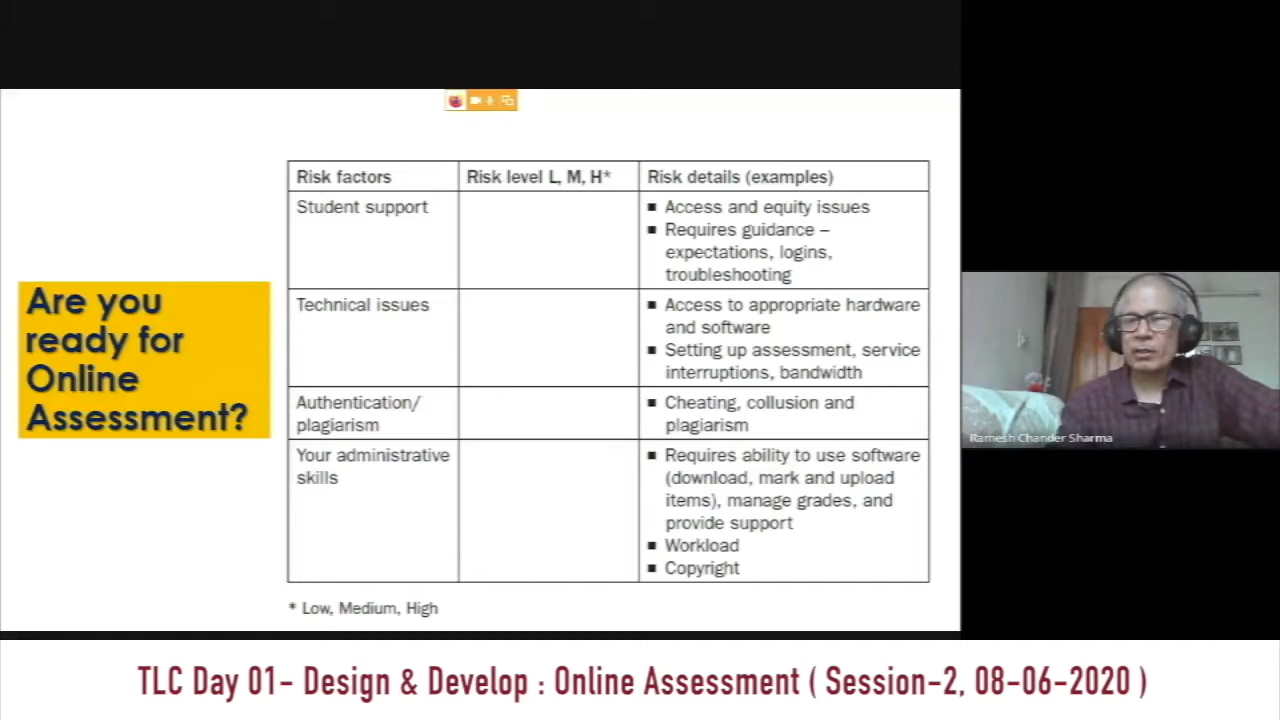 Are you
ready for
Online
Assessment?
Risk factors
Risk level L, M, H*
Risk details (examples)
Student support
■ Access and equity issues
■ Requires guidance –
expectations, logins,
troubleshooting
Technical issues
■ Access to appropriate hardware
and software
■ Setting up assessment, service
interruptions, bandwidth
Authentication/
plagiarism
■ Cheating, collusion and
plagiarism
Your administrative
skills
■ Requires ability to use software
(download, mark and upload
items), manage grades, and
provide support
■ Workload
■ Copyright
* Low, Medium, High
Ramesh Chander Sharma
TLC Day 01- Design & Develop : Online Assessment ( Session-2, 08-06-2020 )